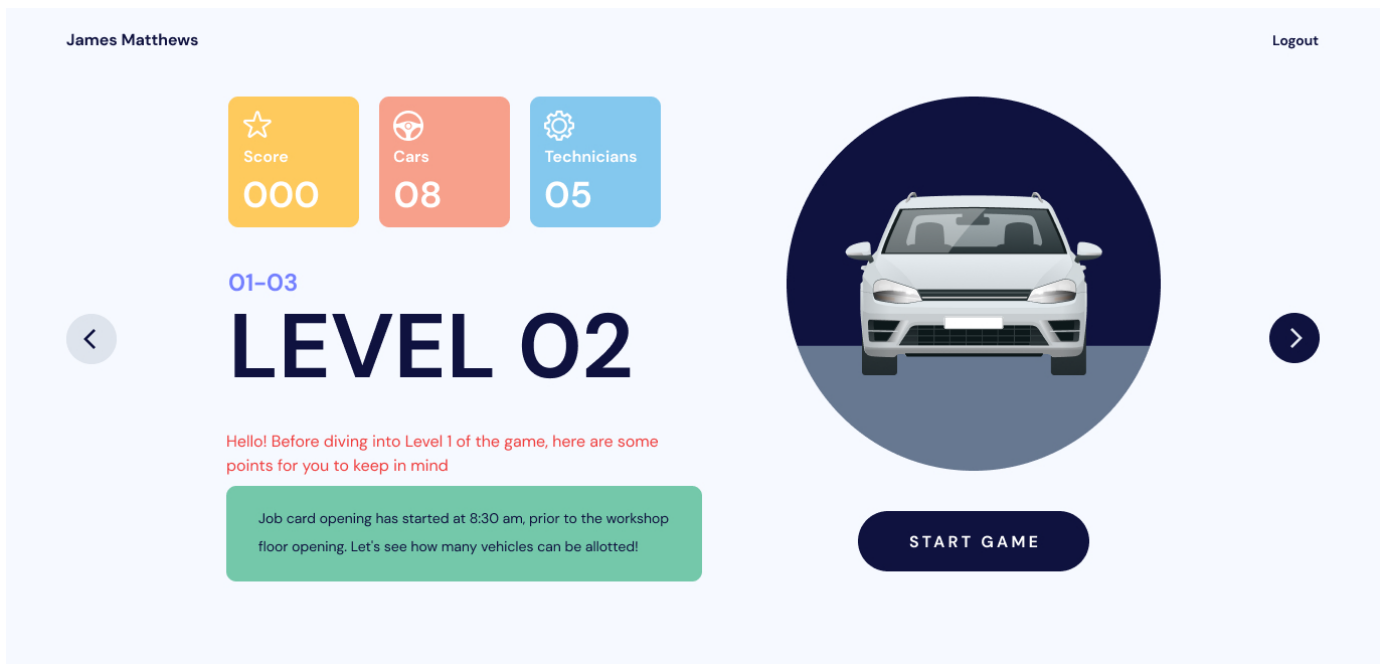 James Matthews
Logout
Score
000
Cars
08
Technicians
05
01-03
LEVEL 02
Hello! Before diving into Level 1 of the game, here are some
points for you to keep in mind
Job card opening has started at 8:30 am, prior to the workshop
floor opening. Let's see how many vehicles can be allotted!
START GAME